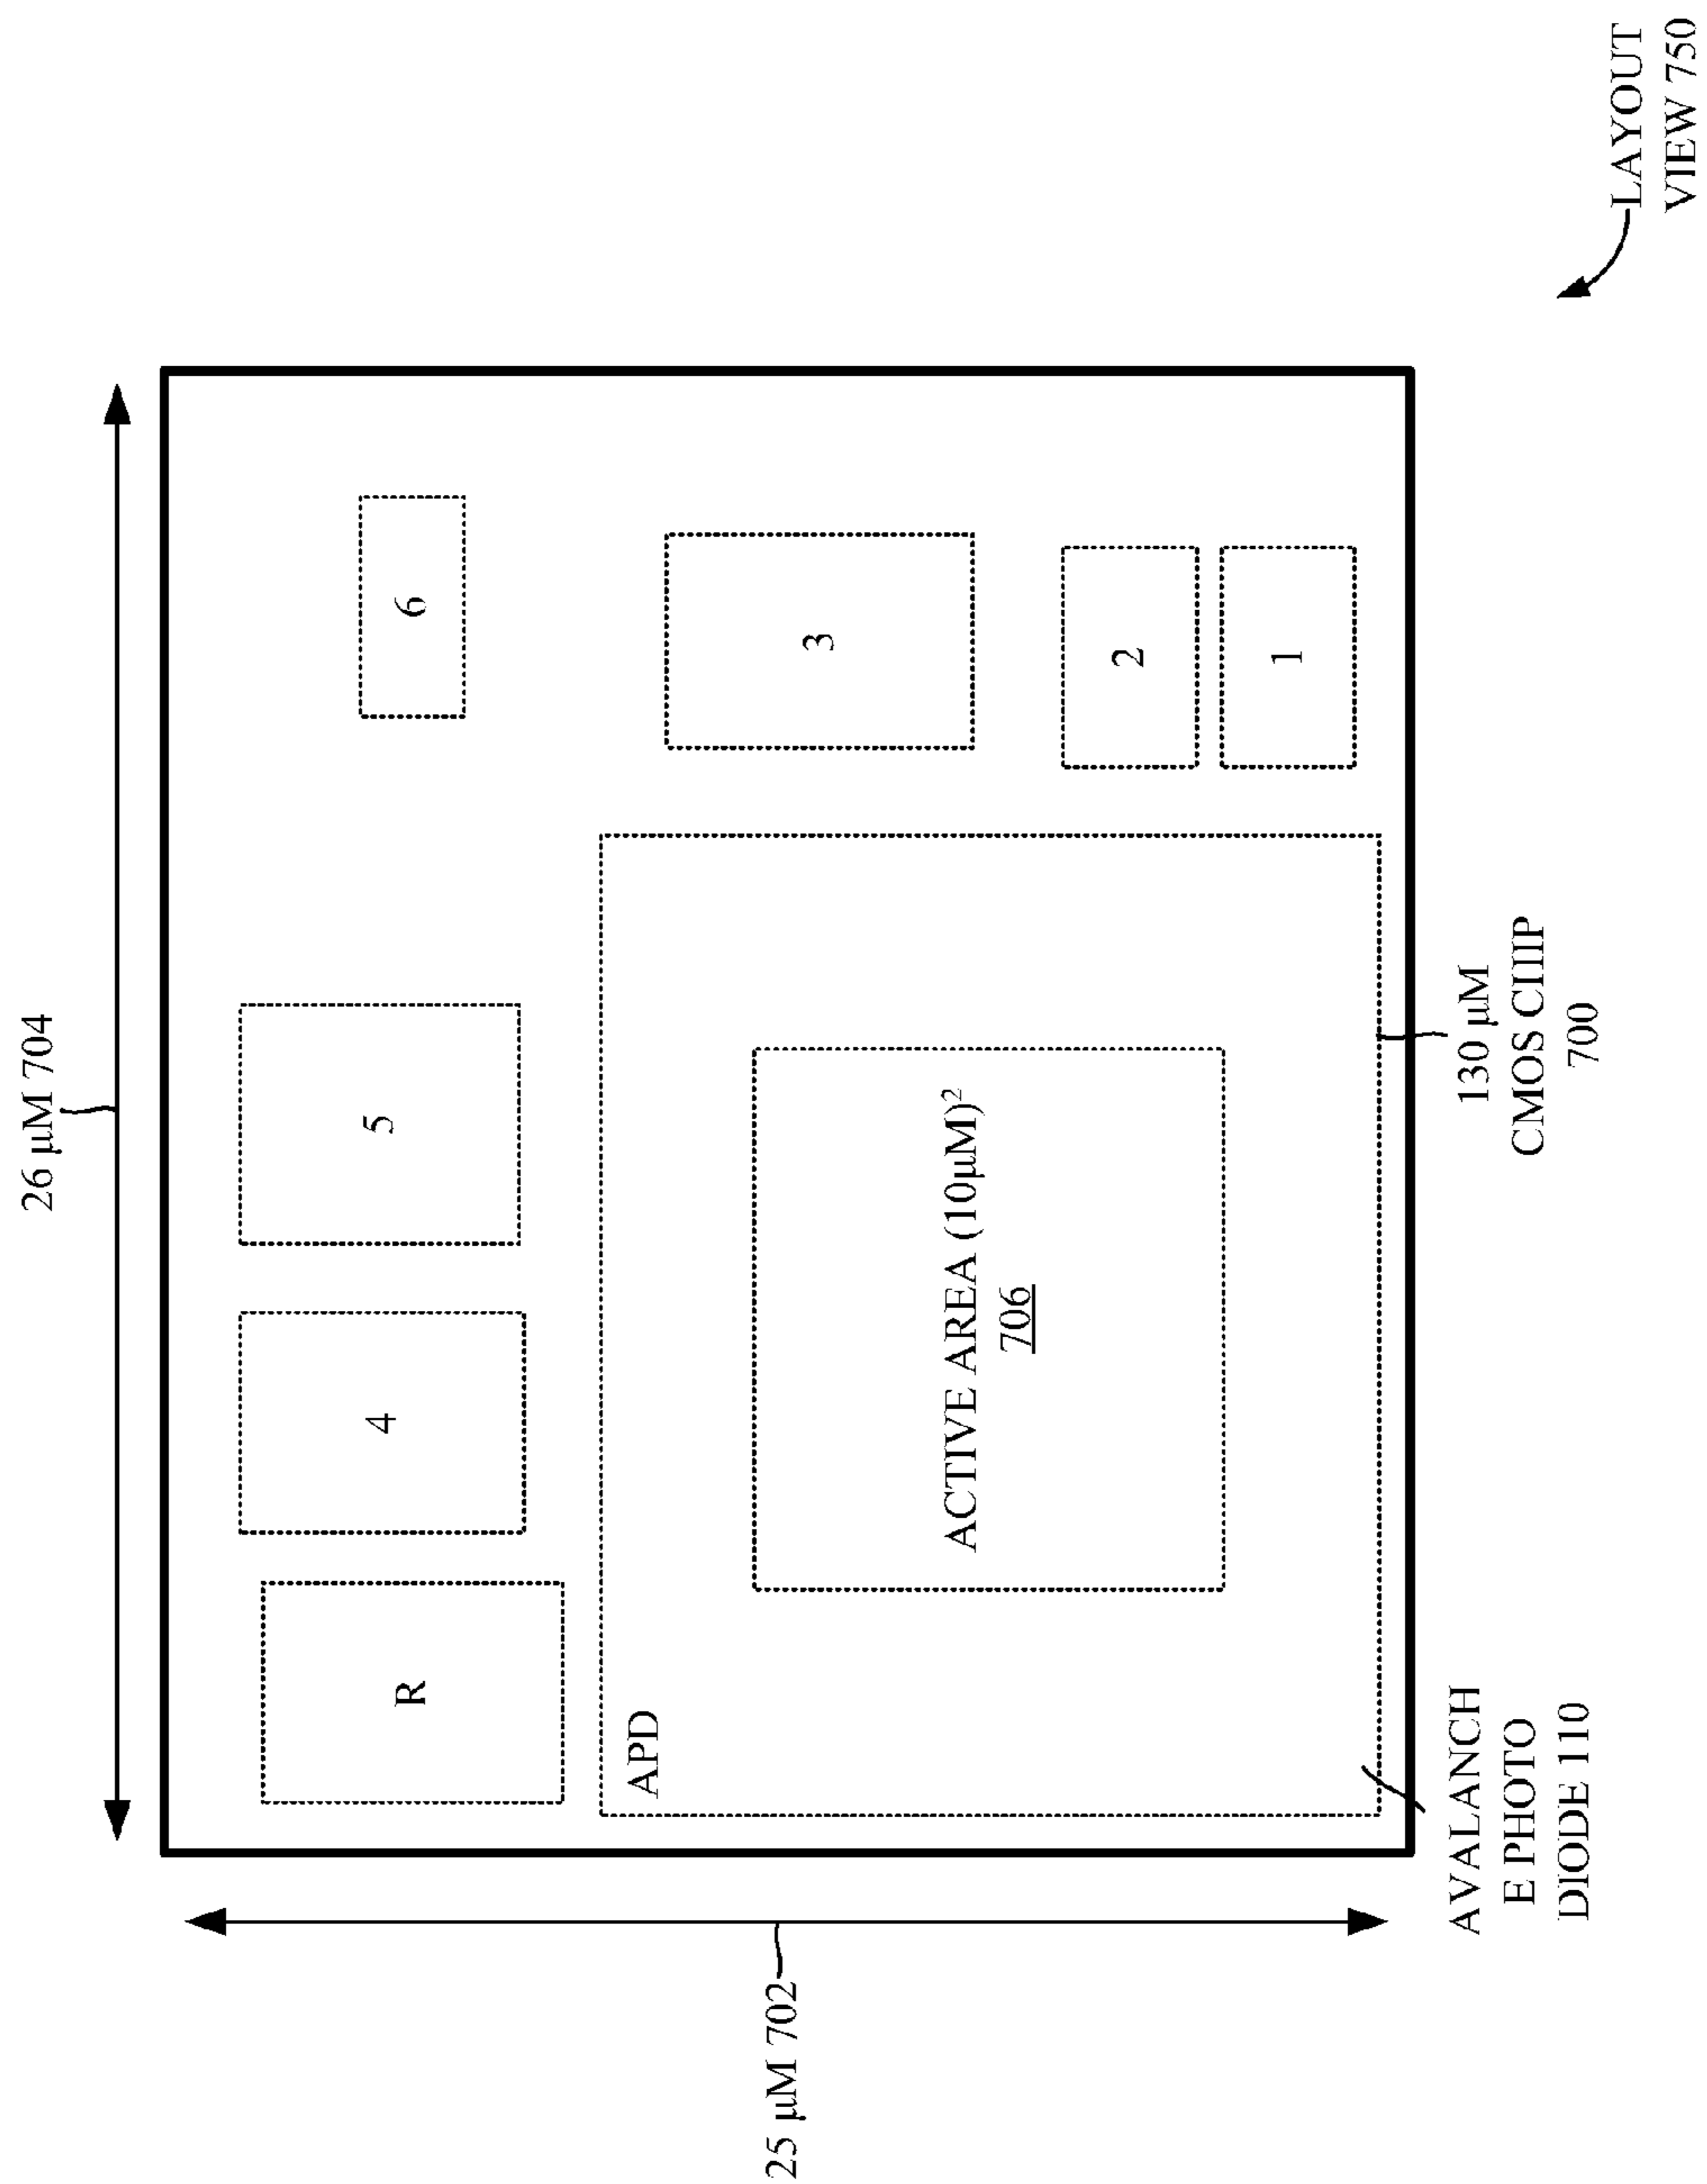 26 µM 704
R
4
5
6
APD
25 µM 702
3
ACTIVE AREA (10µM)²
706
2
1
AVALANCH
E PHOTO
DIODE 110
130 µM
CMOS CHIP
700
LAYOUT
VIEW 750